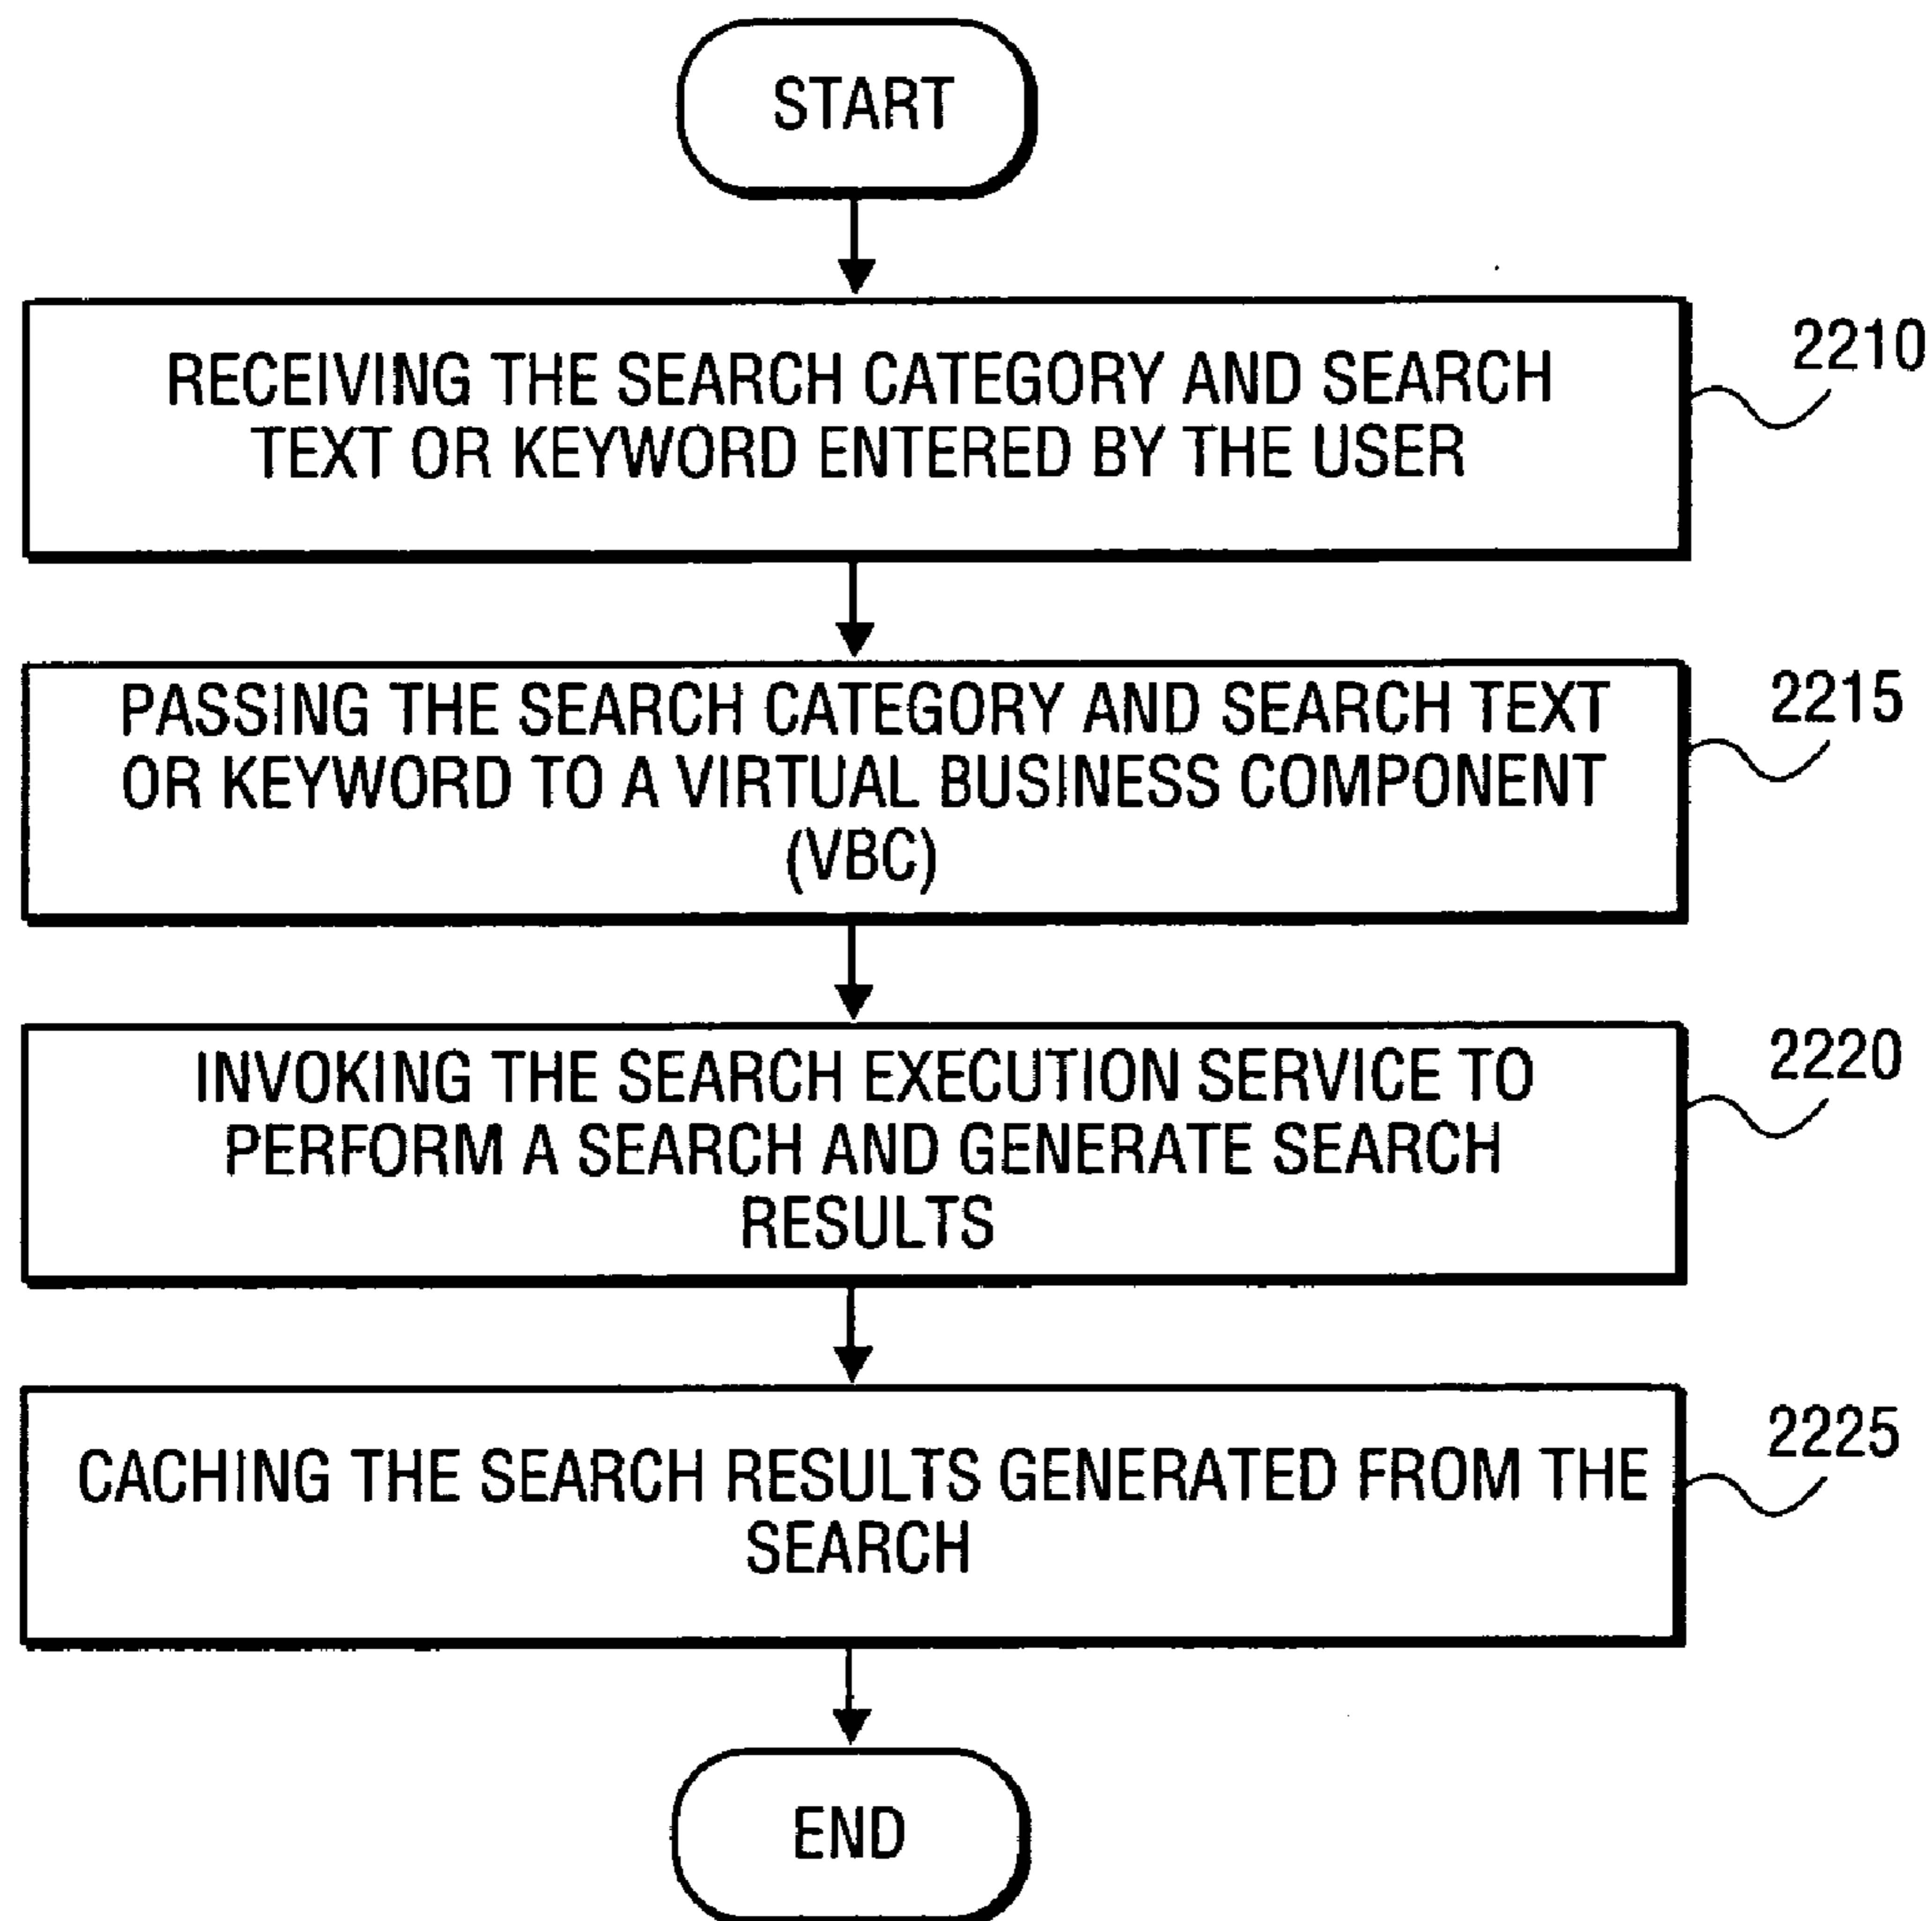 START
2210
RECEIVING THE SEARCH CATEGORY AND SEARCH
TEXT OR KEYWORD ENTERED BY THE USER
2215
PASSING THE SEARCH CATEGORY AND SEARCH TEXT
OR KEYWORD TO A VIRTUAL BUSINESS COMPONENT
(VBC)
2220
INVOKING THE SEARCH EXECUTION SERVICE TO
PERFORM A SEARCH AND GENERATE SEARCH
RESULTS
2225
CACHING THE SEARCH RESULTS GENERATED FROM THE
SEARCH
END